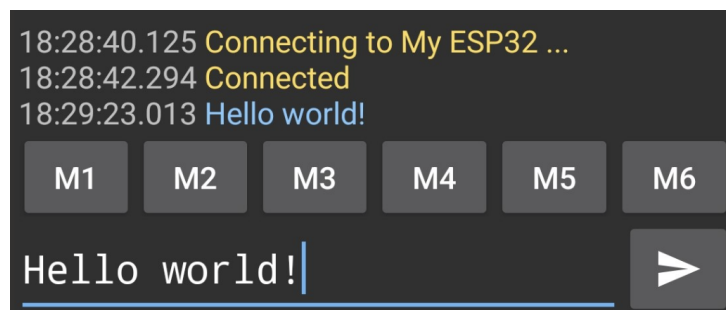 18:28:40.125 Connecting to My ESP32 ...
18:28:42.294 Connected
18:29:23.013 Hello world!
M1 M2 M3 M4 M5 M6
Hello world!